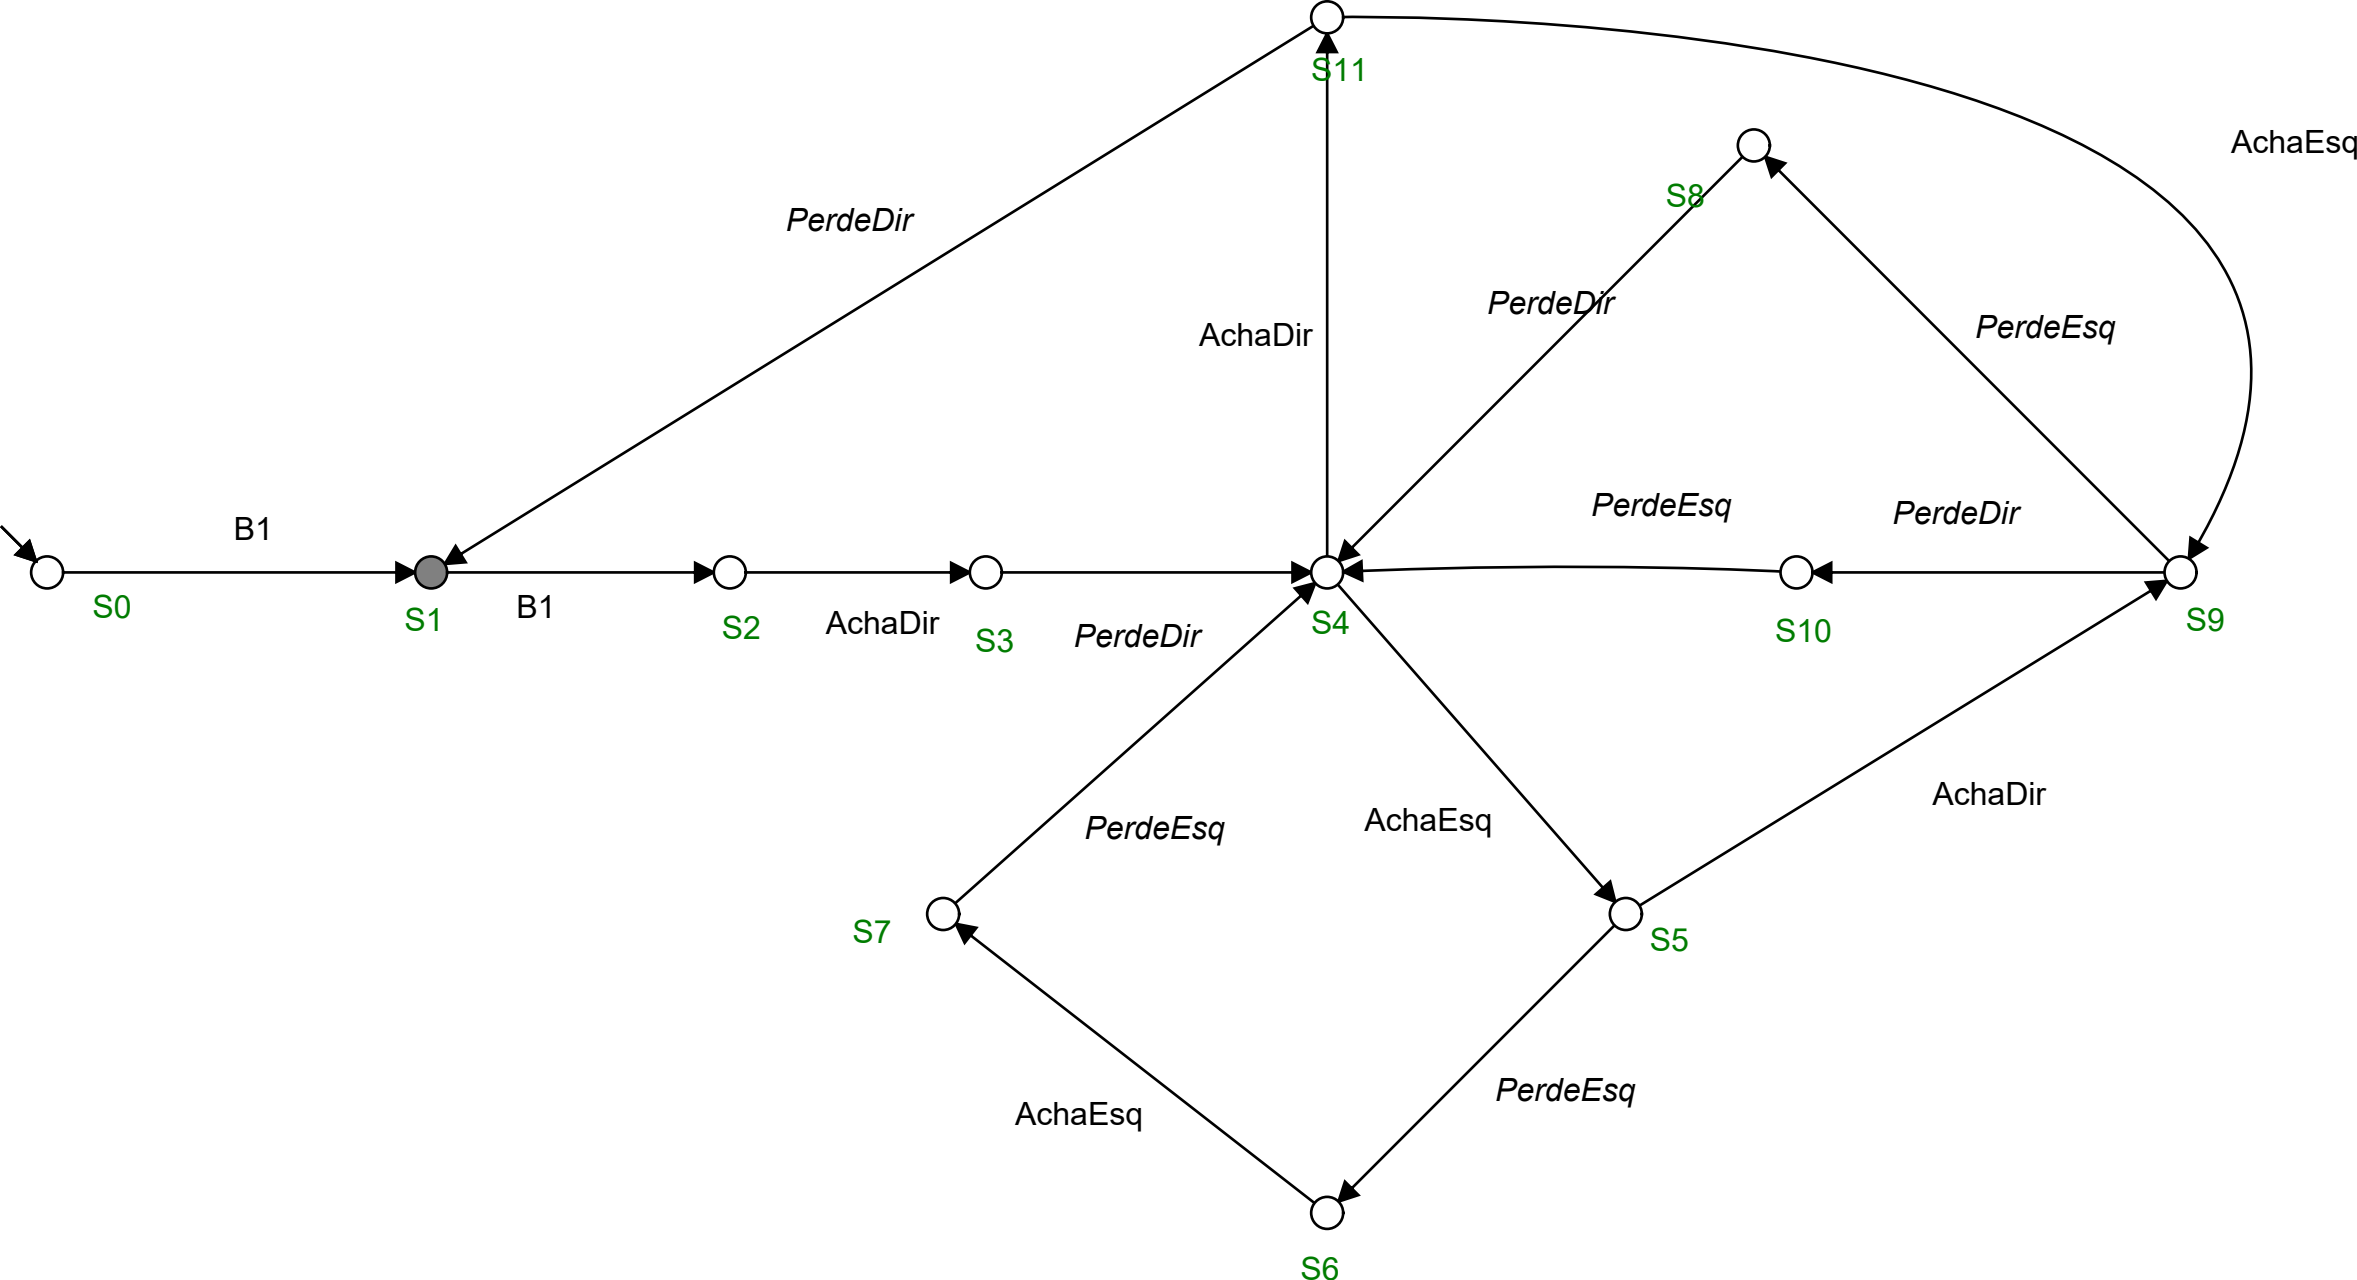 S11
AchaEsq
S8
PerdeDir
PerdeDir
PerdeEsq
AchaDir
PerdeEsq
PerdeDir
B1
S0
S1
B1
S2
AchaDir
S3
PerdeDir
S4
S10
S9
AchaDir
PerdeEsq
AchaEsq
S7
S5
PerdeEsq
AchaEsq
S6